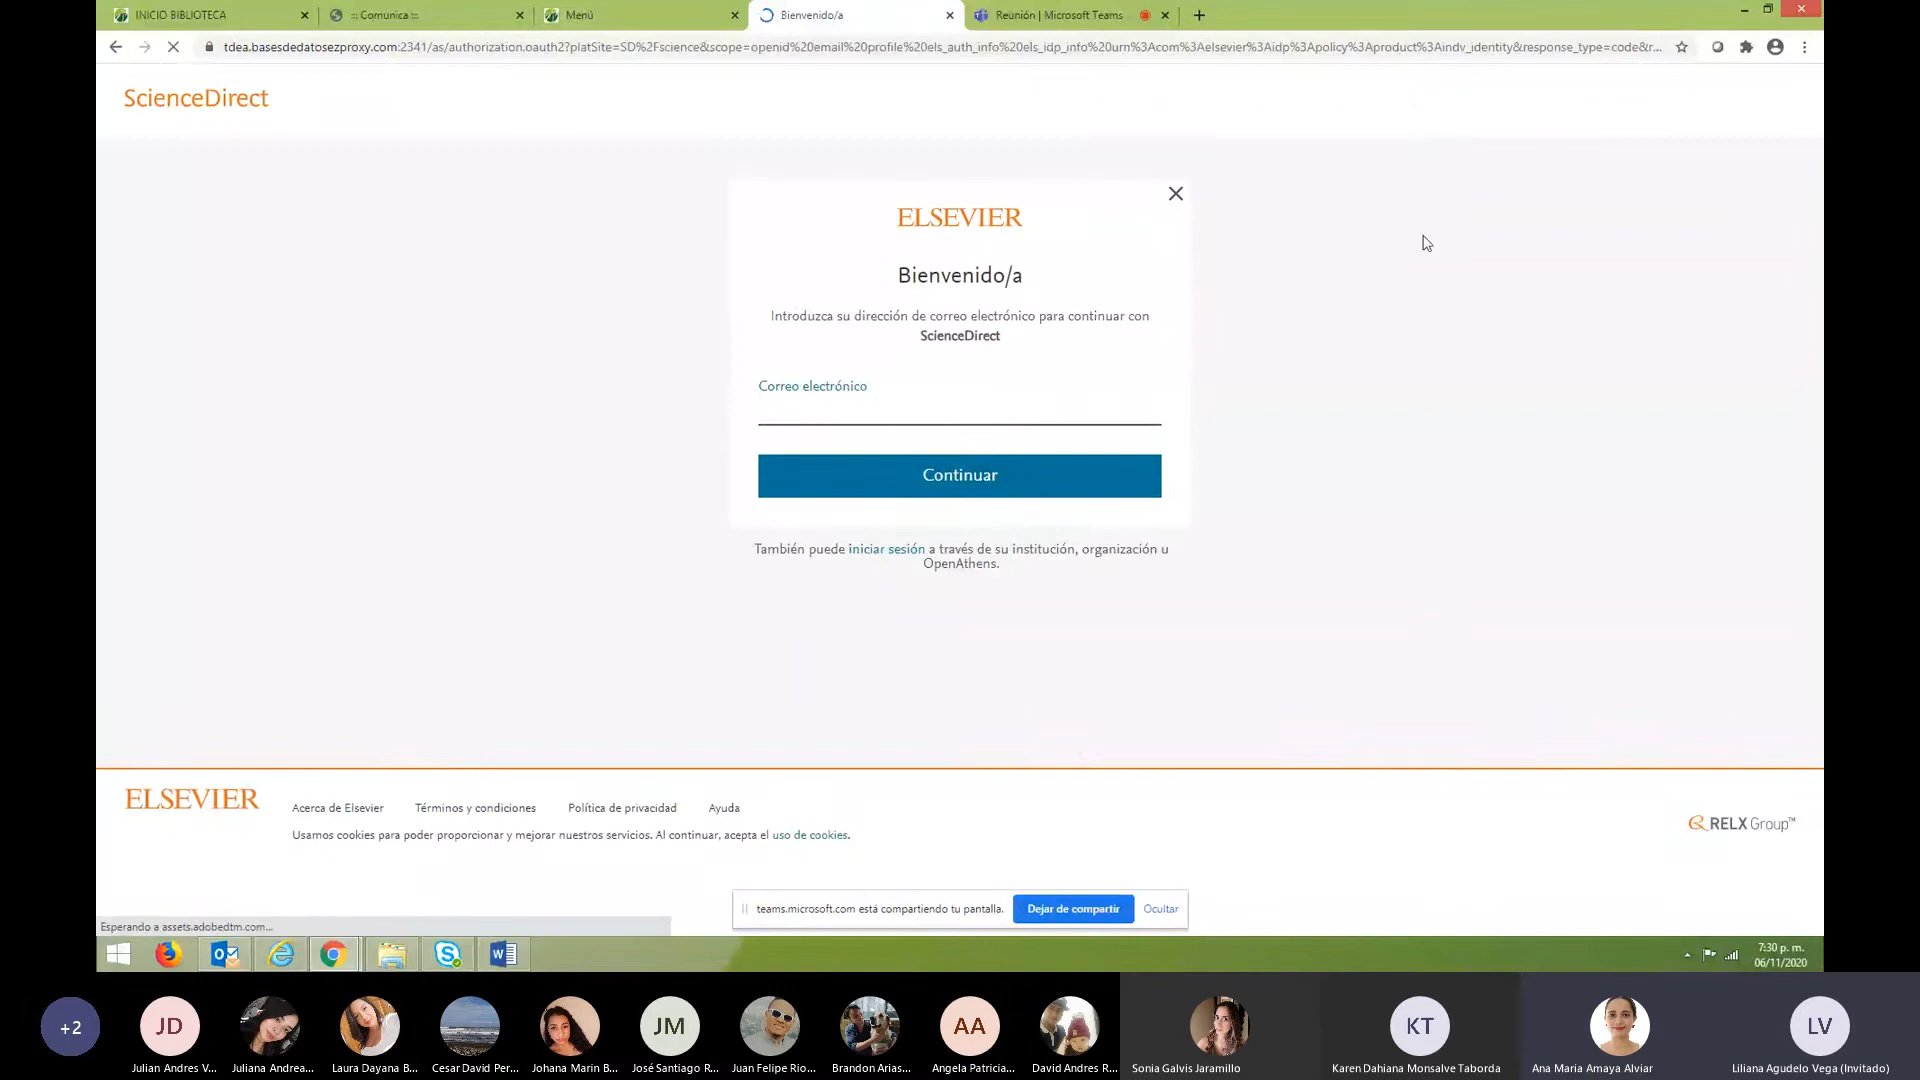 INICIO BIBLIOTECA
::: Comunica :::
Menú
Bienvenido/a
Reunión | Microsoft Teams
tdea.basesdedatosezproxy.com:2341/as/authorization.oauth2?platSite=SD%2Fscience&scope=openid%20email%20profile%20els_auth_info%20els_idp_info%20urn%3Acom%3Aelsevier%3Aidp%3Apolicy%3Aproduct%3Aindv_identity&response_type=code&r...
ScienceDirect
ELSEVIER
Bienvenido/a
Introduzca su dirección de correo electrónico para continuar con
ScienceDirect
Correo electrónico
Continuar
También puede iniciar sesión a través de su institución, organización u
OpenAthens.
ELSEVIER
Acerca de Elsevier Términos y condiciones Política de privacidad Ayuda
Usamos cookies para poder proporcionar y mejorar nuestros servicios. Al continuar, acepta el uso de cookies.
RELX Group™
teams.microsoft.com está compartiendo tu pantalla. Dejar de compartir Ocultar
Esperando a assets.adobedtm.com...
7:30 p. m.
06/11/2020
+2
JD
JM
AA
KT
LV
Julian Andres V...
Juliana Andrea...
Laura Dayana B...
Cesar David Per...
Johana Marin B...
José Santiago R...
Juan Felipe Rio...
Brandon Arias...
Angela Patricia...
David Andres R...
Sonia Galvis Jaramillo
Karen Dahiana Monsalve Taborda
Ana Maria Amaya Alviar
Liliana Agudelo Vega (Invitado)